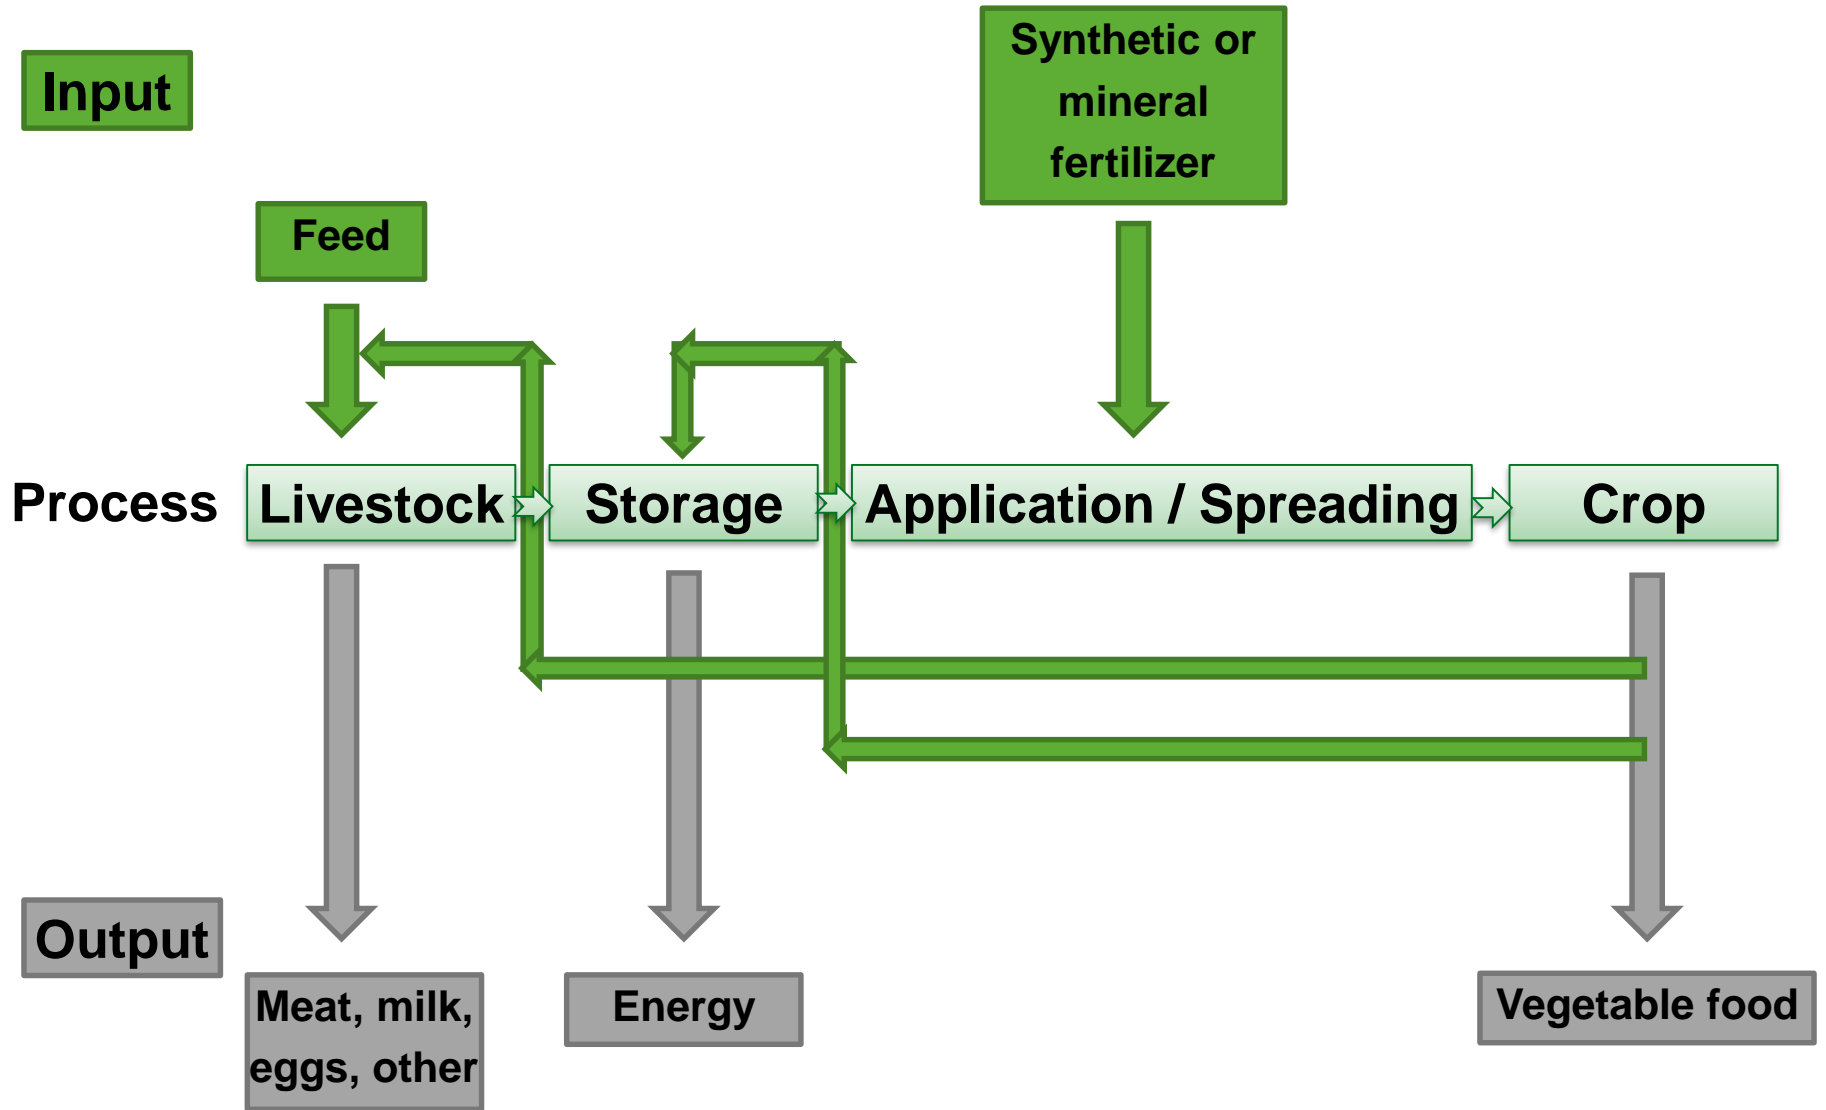 Input
Synthetic or
mineral
fertilizer
Feed
Process
Livestock
Storage
Application / Spreading
Crop
Output
Meat, milk,
eggs, other
Energy
Vegetable food